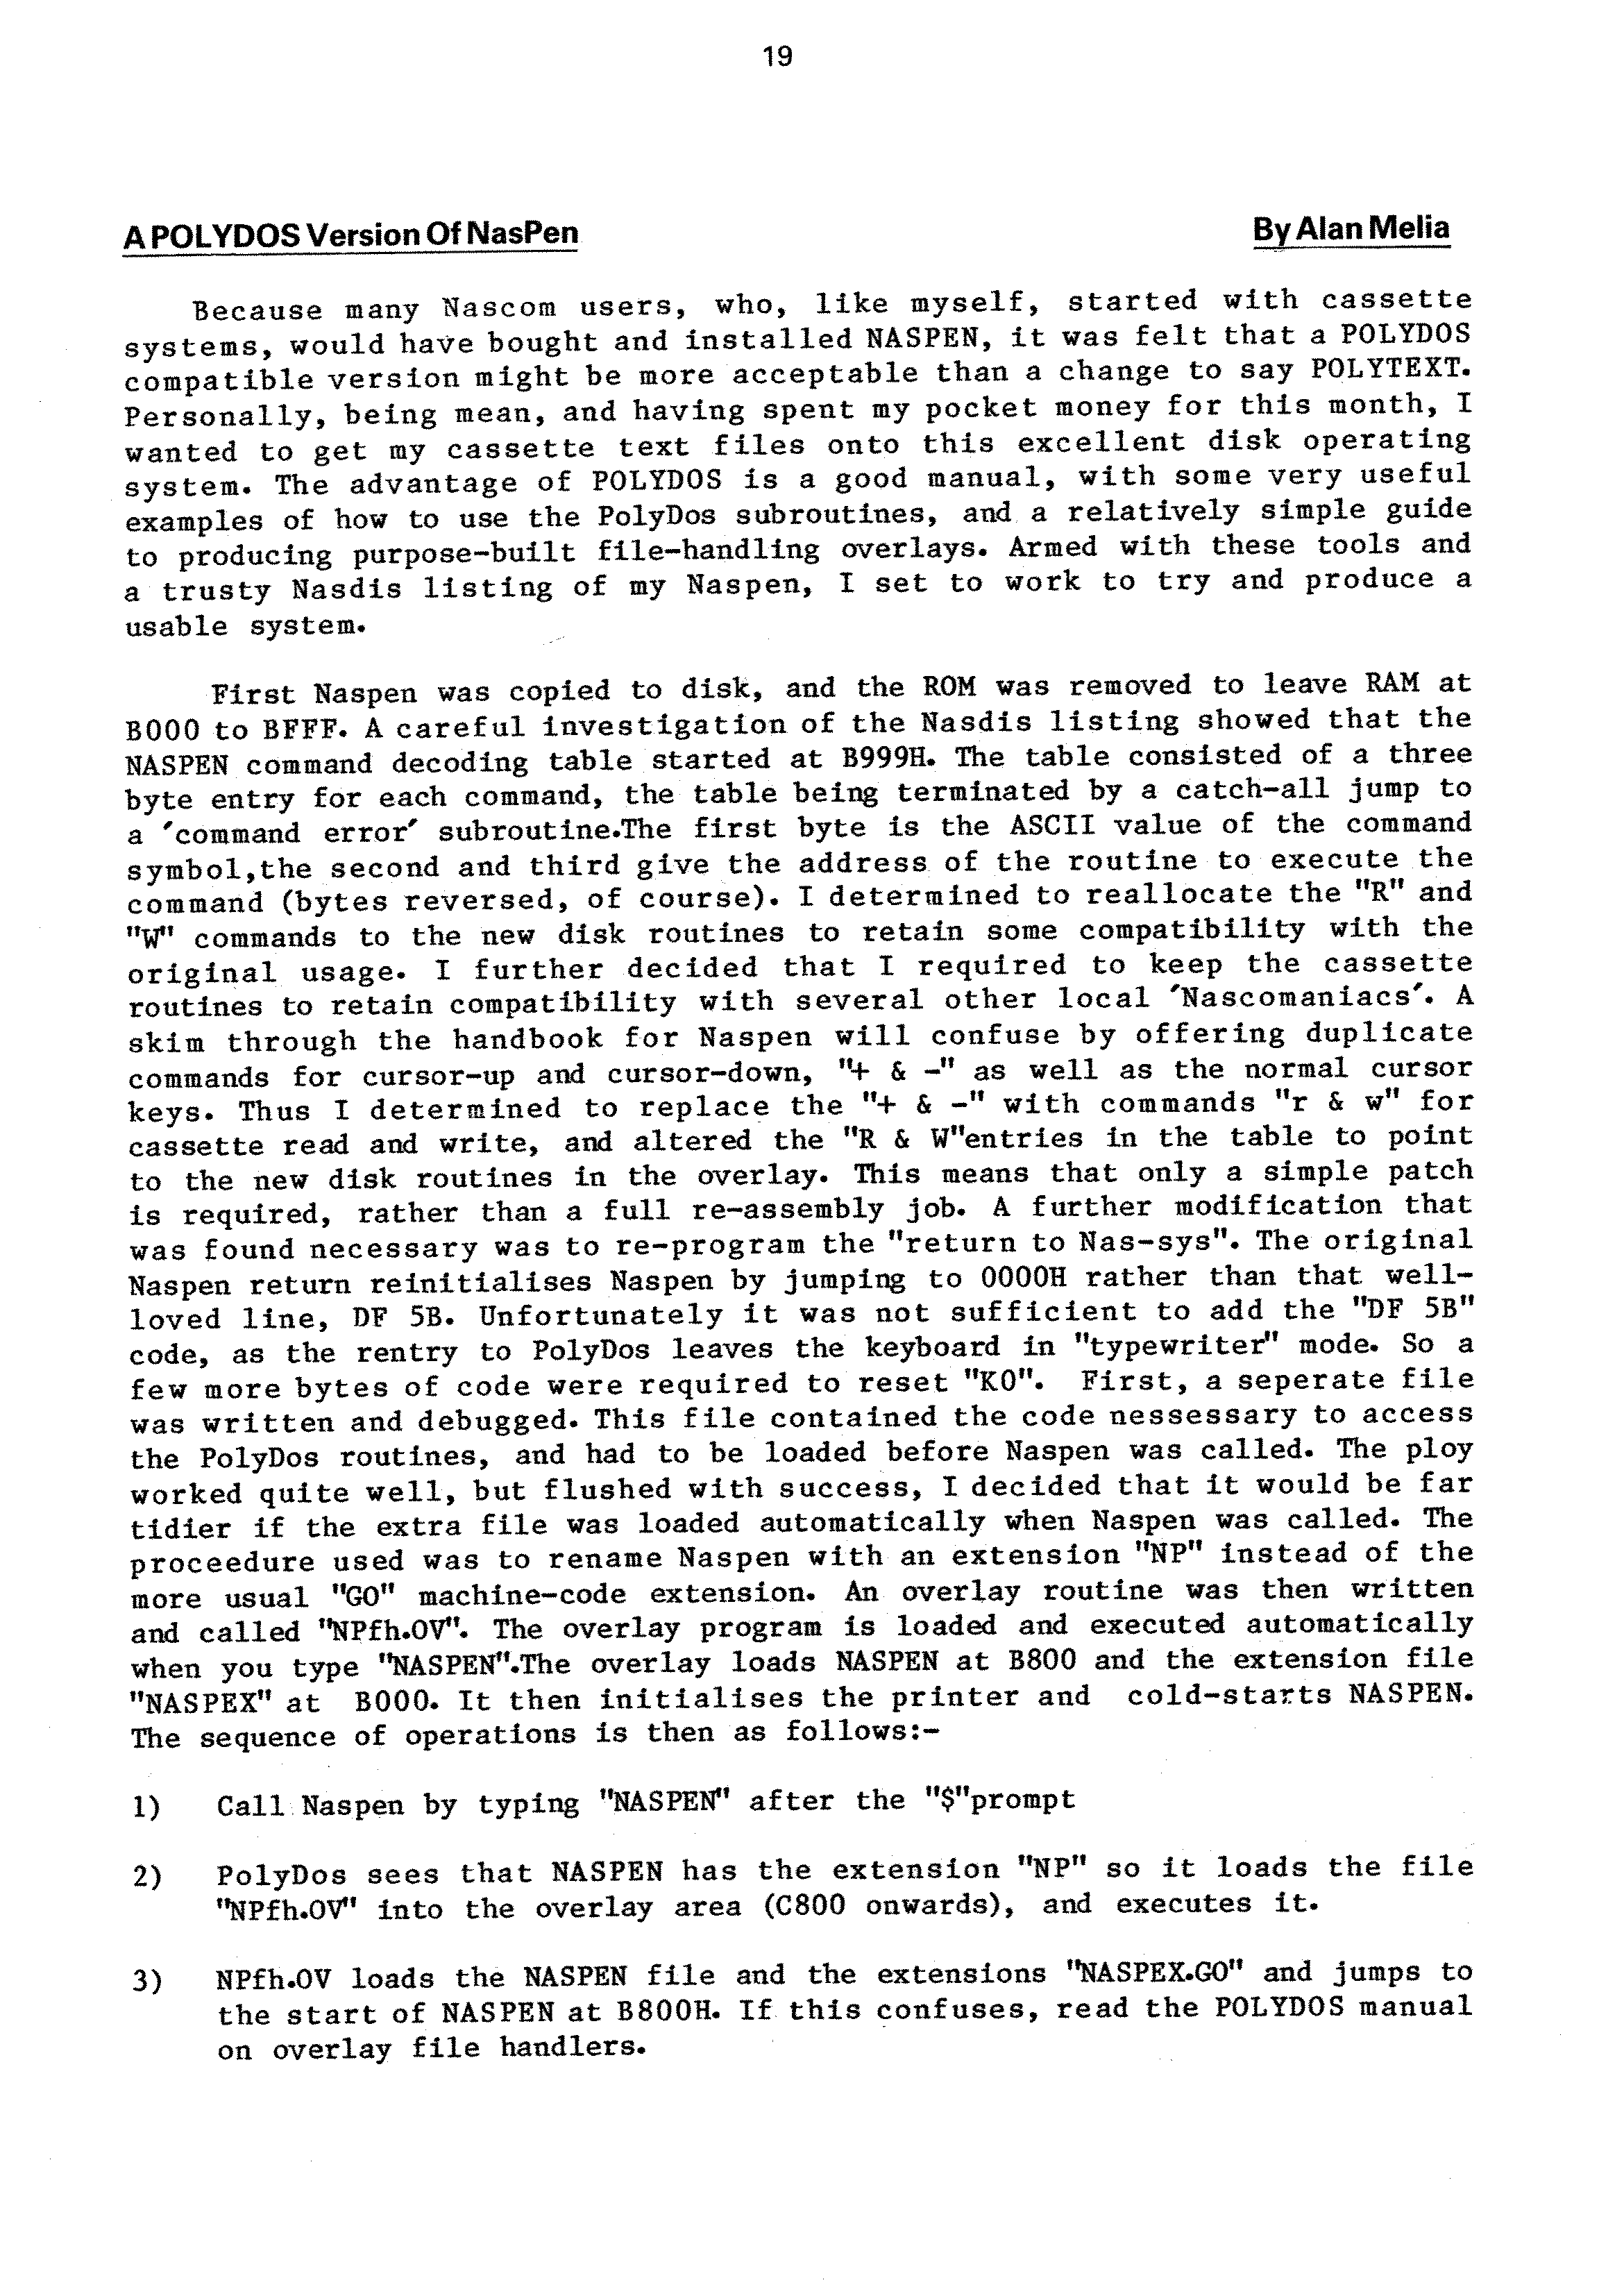 19
A POLYDOS Version Of NasPen By Alan Melia
Because many Nascom users, who, like myself, started with cassette
systems, would have bought and installed NASPEN, it was felt that a POLYDOS
compatible version might be more acceptable than a change to say POLYTEXT.
Personally, being mean, and having spent my pocket money for this month, I
wanted to get my cassette text files onto this excellent disk operating
system. The advantage of POLYDOS is a good manual, with some very useful
examples of how to use the PolyDos subroutines, and a relatively simple guide
to producing purpose-built file-handling overlays. Armed with these tools and
a trusty Nasdis listing of my Naspen, I set to work to try and produce a
usable system.
First Naspen was copied to disk, and the ROM was removed to leave RAM at
B000 to BFFF. A careful investigation of the Nasdis listing showed that the
NASPEN command decoding table started at B999H. The table consisted of a three
byte entry for each command, the table being terminated by a catch-all jump to
a 'command error' subroutine.The first byte is the ASCII value of the command
symbol,the second and third give the address of the routine to execute the
command (bytes reversed, of course). I determined to reallocate the "R" and
"W" commands to the new disk routines to retain some compatibility with the
original usage. I further decided that I required to keep the cassette
routines to retain compatibility with several other local 'Nascomaniacs'. A
skim through the handbook for Naspen will confuse by offering duplicate
commands for cursor-up and cursor-down, "+ & -" as well as the normal cursor
keys. Thus I determined to replace the "+ & -" with commands "r & w" for
cassette read and write, and altered the "R & W"entries in the table to point
to the new disk routines in the overlay. This means that only a simple patch
is required, rather than a full re-assembly job. A further modification that
was found necessary was to re-program the "return to Nas-sys". The original
Naspen return reinitialises Naspen by jumping to 0000H rather than that well-
loved line, DF 5B. Unfortunately it was not sufficient to add the "DF 5B"
code, as the rentry to PolyDos leaves the keyboard in "typewriter" mode. So a
few more bytes of code were required to reset "K0". First, a seperate file
was written and debugged. This file contained the code nessessary to access
the PolyDos routines, and had to be loaded before Naspen was called. The ploy
worked quite well, but flushed with success, I decided that it would be far
tidier if the extra file was loaded automatically when Naspen was called. The
proceedure used was to rename Naspen with an extension "NP" instead of the
more usual "GO" machine-code extension. An overlay routine was then written
and called "NPfh.OV". The overlay program is loaded and executed automatically
when you type "NASPEN".The overlay loads NASPEN at B800 and the extension file
"NASPEX" at B000. It then initialises the printer and cold-starts NASPEN.
The sequence of operations is then as follows:-
1) Call Naspen by typing "NASPEN" after the "$"prompt
2) PolyDos sees that NASPEN has the extension "NP" so it loads the file
"NPfh.OV" into the overlay area (C800 onwards), and executes it.
3) NPfh.OV loads the NASPEN file and the extensions "NASPEX.GO" and jumps to
the start of NASPEN at B800H. If this confuses, read the POLYDOS manual
on overlay file handlers.